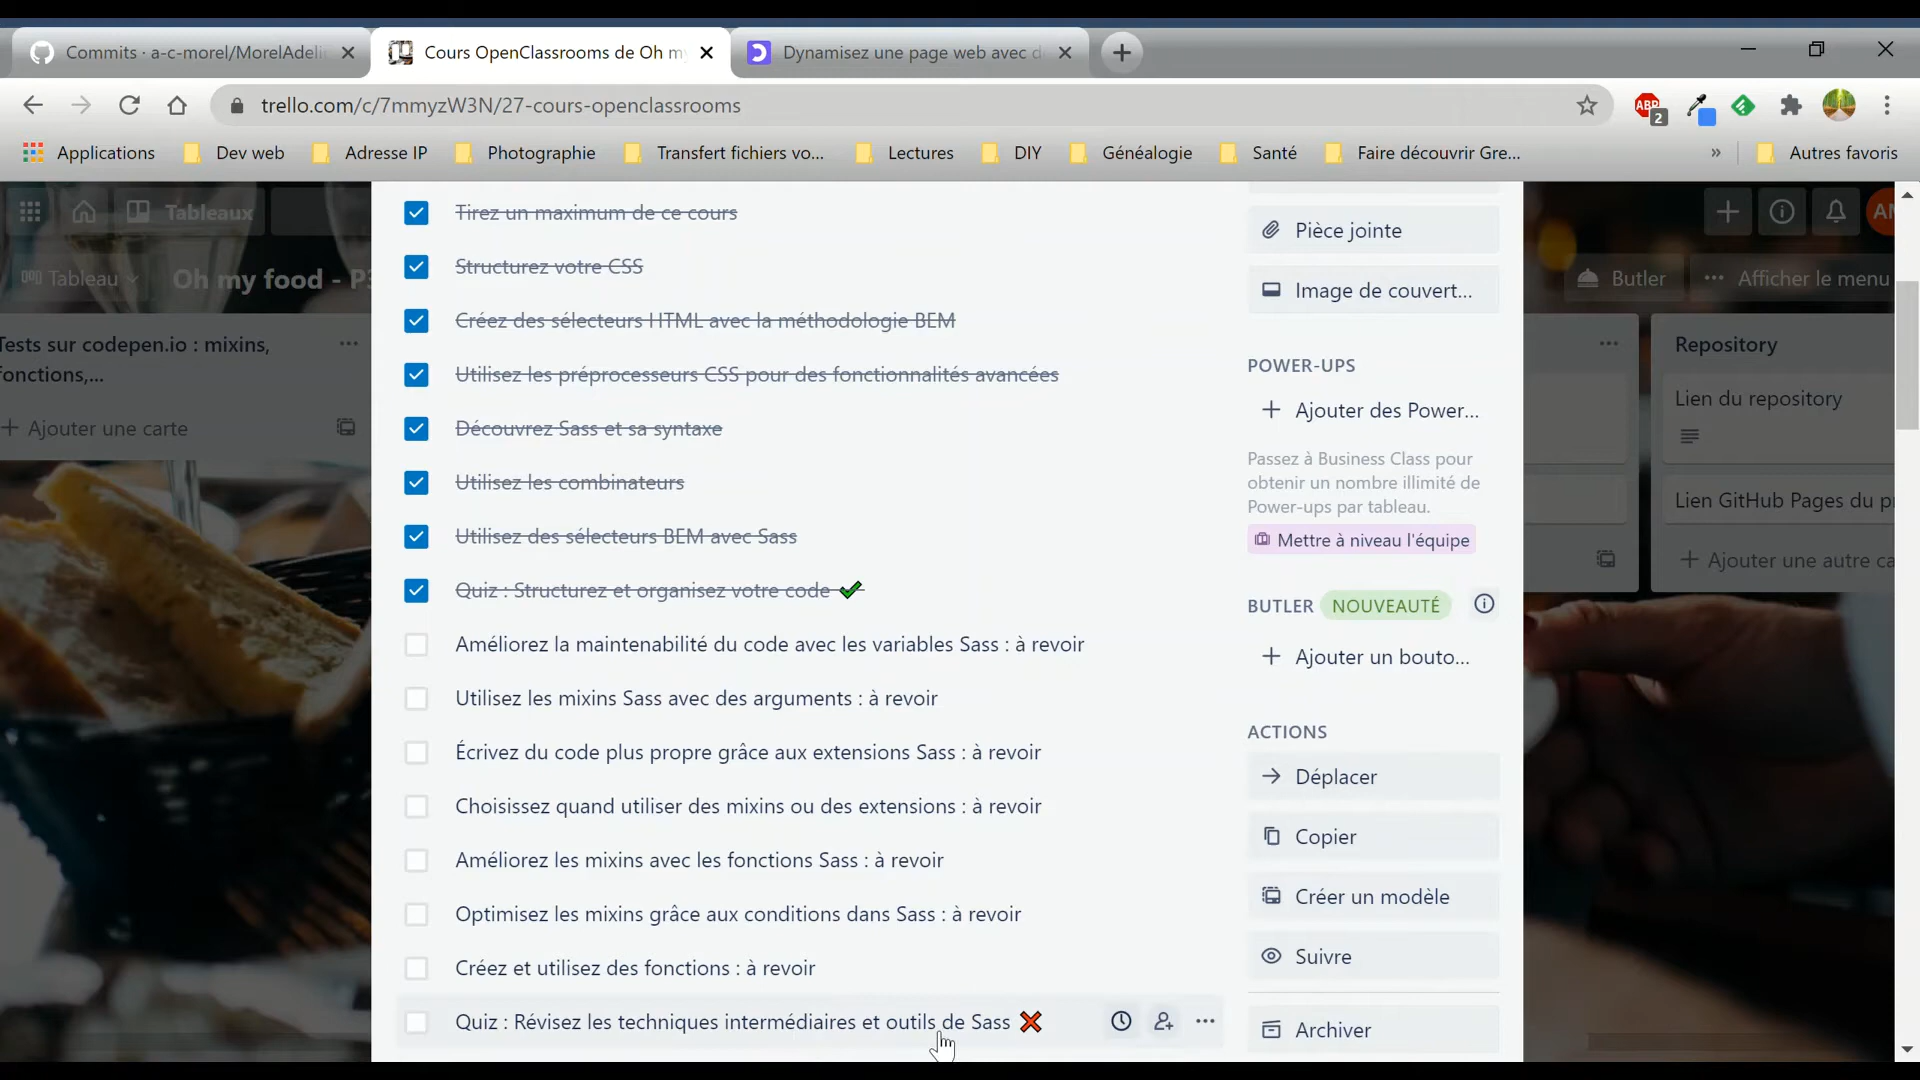 Commits · a-c-morel/MorelAdeli
Cours OpenClassrooms de Oh m
Dynamisez une page web avec d
trello.com/c/7mmyzW3N/27-cours-openclassrooms
ABP
2
Applications
Dev web
Adresse IP
Photographie
Transfert fichiers vo...
Lectures
DIY
Généalogie
Santé
Faire découvrir Gre...
»
Autres favoris
Tableaux
AM
Tableau
Oh my food - P3
Butler
··· Afficher le menu
Tests sur codepen.io : mixins,
fonctions,...
+ Ajouter une carte
Tirez un maximum de ce cours
Structurez votre CSS
Créez des sélecteurs HTML avec la méthodologie BEM
Utilisez les préprocesseurs CSS pour des fonctionnalités avancées
Découvrez Sass et sa syntaxe
Utilisez les combinateurs
Utilisez des sélecteurs BEM avec Sass
Quiz : Structurez et organisez votre code ✔
Améliorez la maintenabilité du code avec les variables Sass : à revoir
Utilisez les mixins Sass avec des arguments : à revoir
Écrivez du code plus propre grâce aux extensions Sass : à revoir
Choisissez quand utiliser des mixins ou des extensions : à revoir
Améliorez les mixins avec les fonctions Sass : à revoir
Optimisez les mixins grâce aux conditions dans Sass : à revoir
Créez et utilisez des fonctions : à revoir
Quiz : Révisez les techniques intermédiaires et outils de Sass ❌
Pièce jointe
Image de couvert...
POWER-UPS
+ Ajouter des Power...
Passez à Business Class pour
obtenir un nombre illimité de
Power-ups par tableau.
Mettre à niveau l'équipe
BUTLER NOUVEAUTÉ
+ Ajouter un bouto...
ACTIONS
Déplacer
Copier
Créer un modèle
Suivre
Archiver
Repository
Lien du repository
Lien GitHub Pages du p
+ Ajouter une autre ca